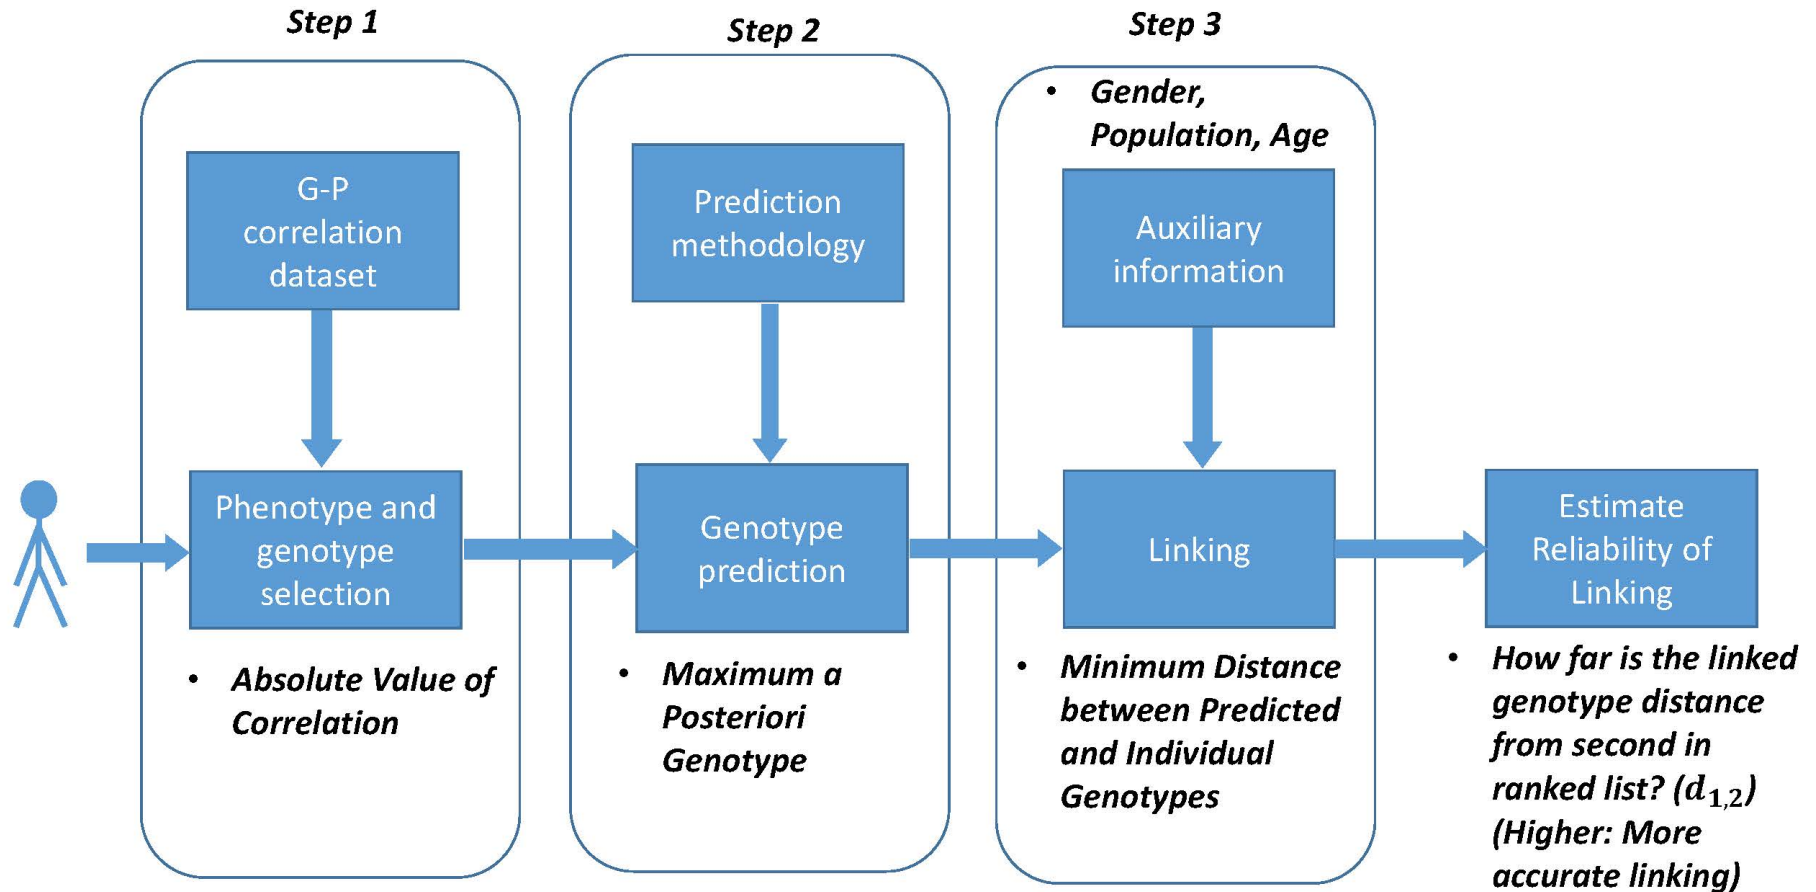 Step 1
G-P
correlation
dataset
Phenotype and
genotype
selection
• Absolute Value of
Correlation
Step 2
Prediction
methodology
Genotype
prediction
• Maximum a
Posteriori
Genotype
Step 3
• Gender,
Population, Age
Auxiliary
information
Linking
• Minimum Distance
between Predicted
and Individual
Genotypes
Estimate
Reliability of
Linking
• How far is the linked
genotype distance
from second in
ranked list? (d1,2)
(Higher: More
accurate linking)